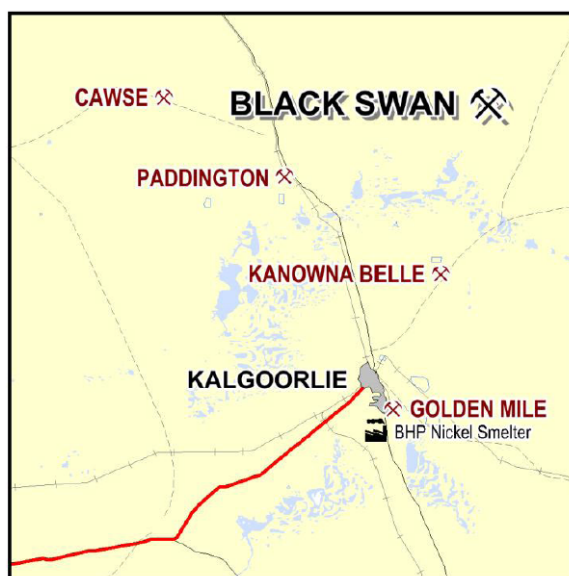 CAWSE
BLACK SWAN
PADDINGTON
KANOWNA BELLE
KALGOORLIE
GOLDEN MILE
BHP Nickel Smelter